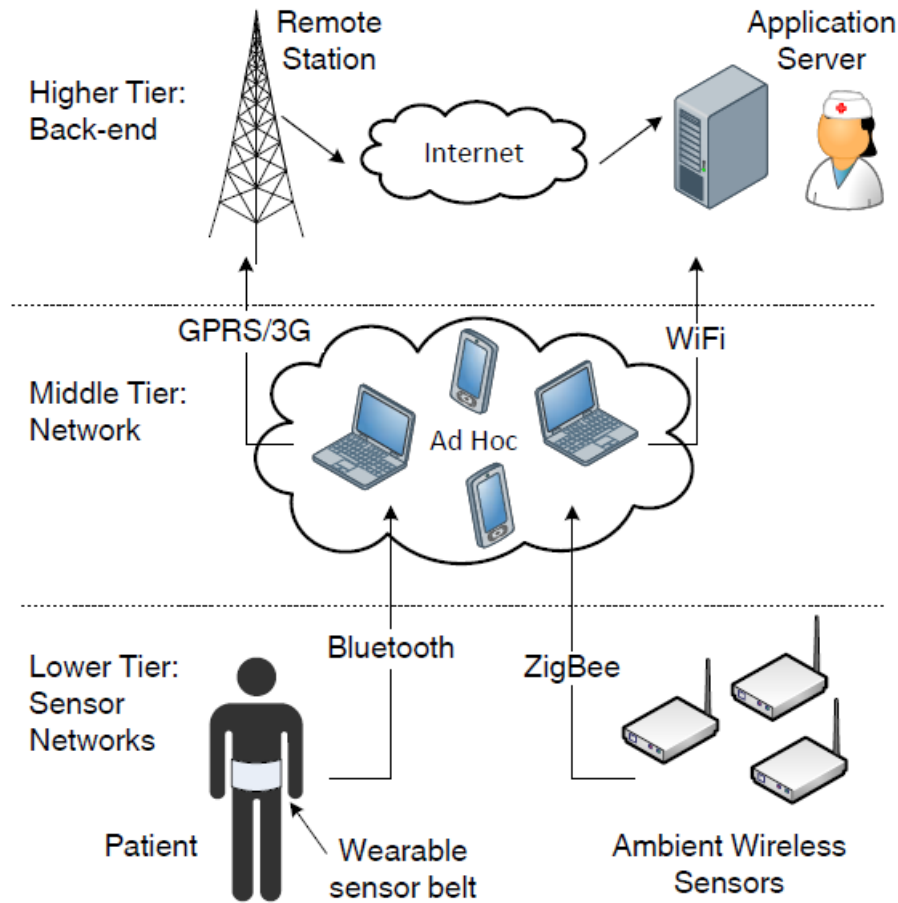 Remote
Station
Application
Server
Higher Tier:
Back-end
Internet
GPRS/3G
WiFi
Middle Tier:
Network
Ad Hoc
Bluetooth
ZigBee
Lower Tier:
Sensor
Networks
Patient
Wearable
sensor belt
Ambient Wireless
Sensors